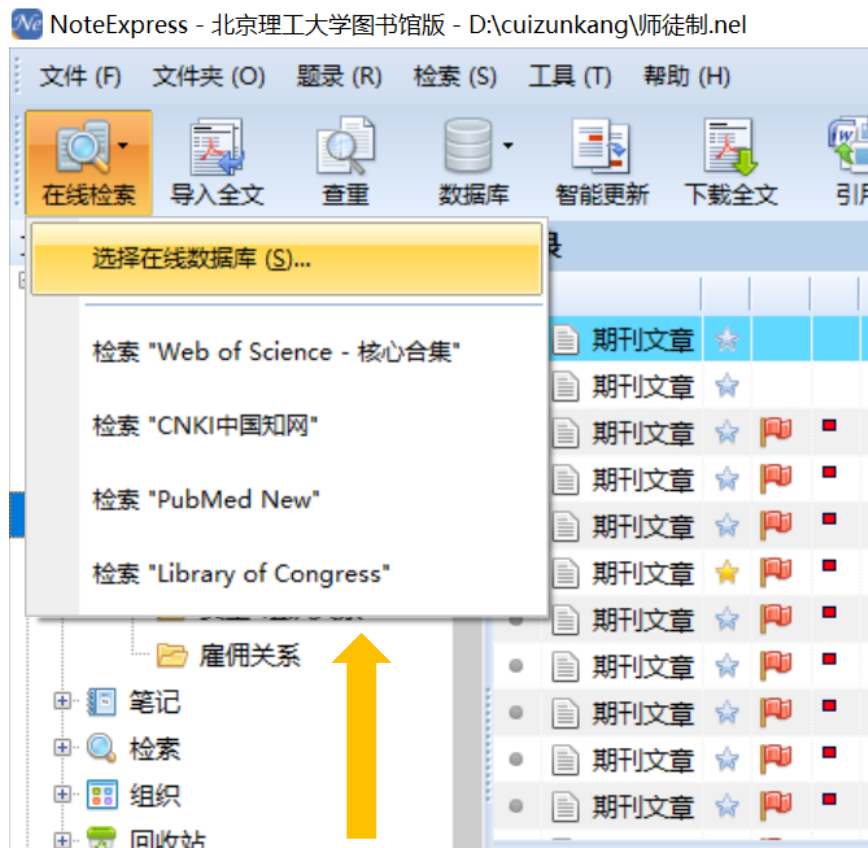 NoteExpress - 北京理工大学图书馆版 - D:\cuizunkang\师徒制.nel
文件 (F) 文件夹 (O) 题录 (R) 检索 (S) 工具 (T) 帮助 (H)
在线检索 导入全文 查重 数据库 智能更新 下载全文
选择在线数据库 (S)...
检索 "Web of Science - 核心合集"
检索 "CNKI中国知网"
检索 "PubMed New"
检索 "Library of Congress"
期刊文章
期刊文章
期刊文章
期刊文章
期刊文章
期刊文章
期刊文章
期刊文章
期刊文章
期刊文章
期刊文章
雇佣关系
笔记
检索
组织
回收站